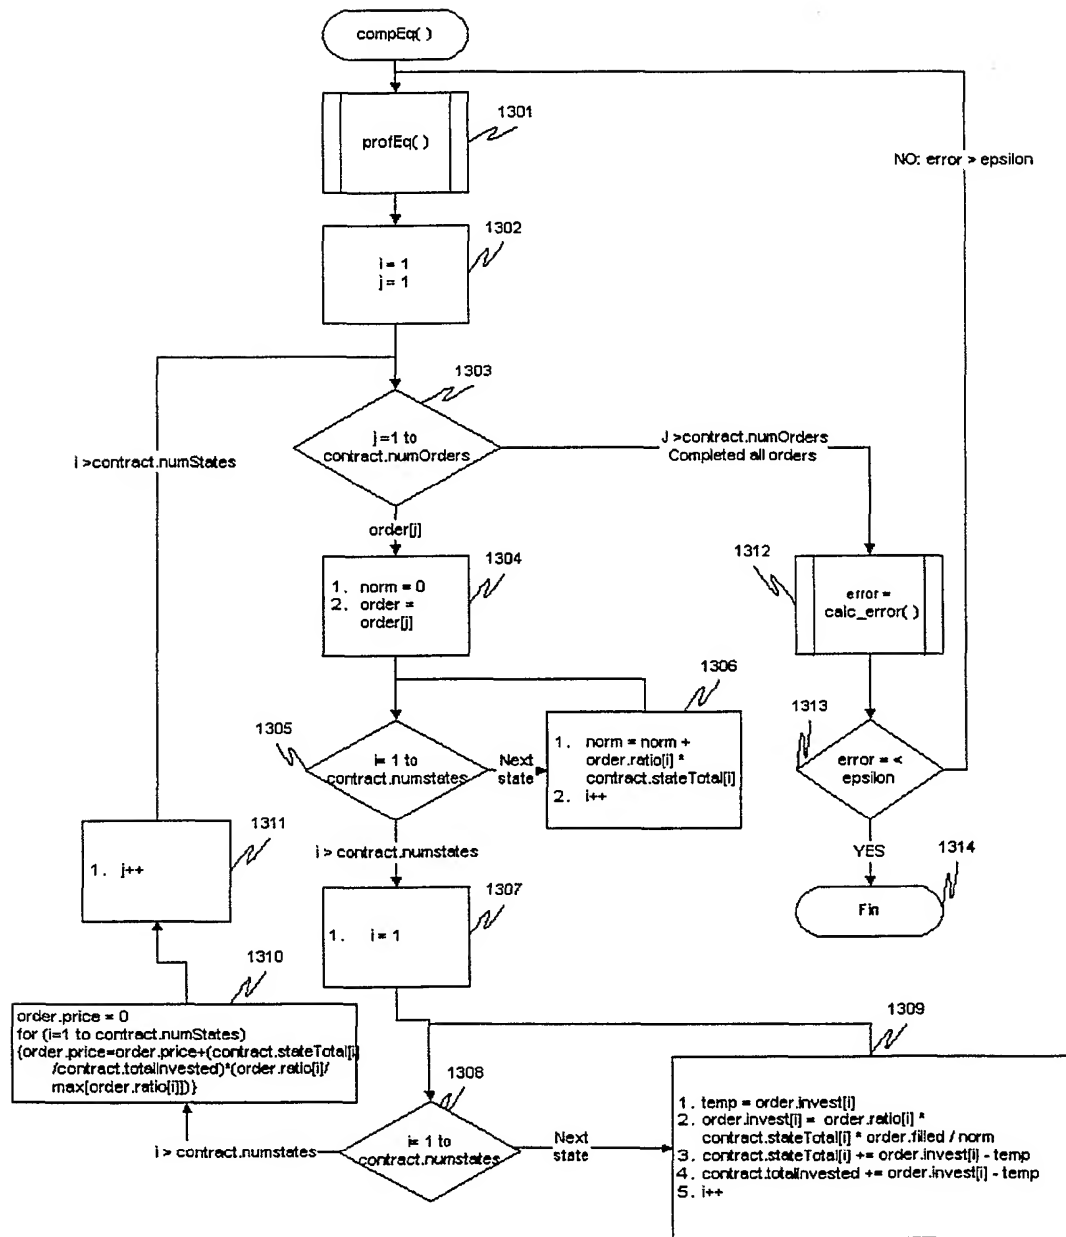 compEq( )
1301
profEq( )
NO: error > epsilon
1302
i = 1
j = 1
1303
j =1 to
contract.numOrders
J >contract.numOrders
Completed all orders
i >contract.numStates
order[j]
1304
1. norm = 0
2. order =
order[j]
1312
error =
calc_error( )
1306
1305
i= 1 to
contract.numstates
Next
state
1. norm = norm +
order.ratio[i] *
contract.stateTotal[i]
2. i++
1313
error = <
epsilon
1311
1. j++
i > contract.numstates
YES
1314
Fin
1307
1. i= 1
1310
order.price = 0
for (i=1 to contract.numStates)
{order.price=order.price+(contract.stateTotal[i]
/contract.totalInvested)*(order.ratio[i]/
max[order.ratio[i]])}
1309
1308
i > contract.numstates
i= 1 to
contract.numstates
Next
state
1. temp = order.invest[i]
2. order.invest[i] = order.ratio[i] *
contract.stateTotal[i] * order.filled / norm
3. contract.stateTotal[i] += order.invest[i] - temp
4. contract.totalInvested += order.invest[i] - temp
5. i++